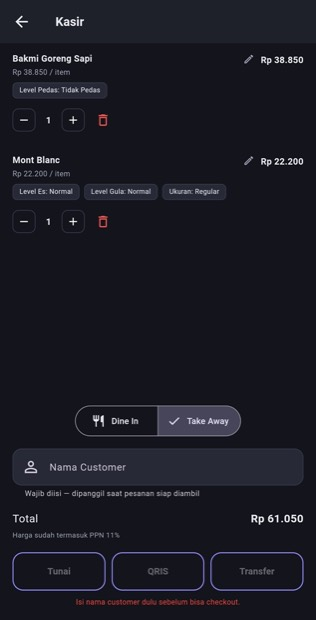 Kasir
Bakmi Goreng Sapi
Rp 38.850
Rp 38.850 / item
Level Pedas: Tidak Pedas
1
Mont Blanc
Rp 22.200
Rp 22.200 / item
Level Es: Normal
Level Gula: Normal
Ukuran: Regular
1
Dine In
Take Away
Nama Customer
Wajib diisi — dipanggil saat pesanan siap diambil
Total
Rp 61.050
Harga sudah termasuk PPN 11%
Tunai
QRIS
Transfer
Isi nama customer dulu sebelum bisa checkout.